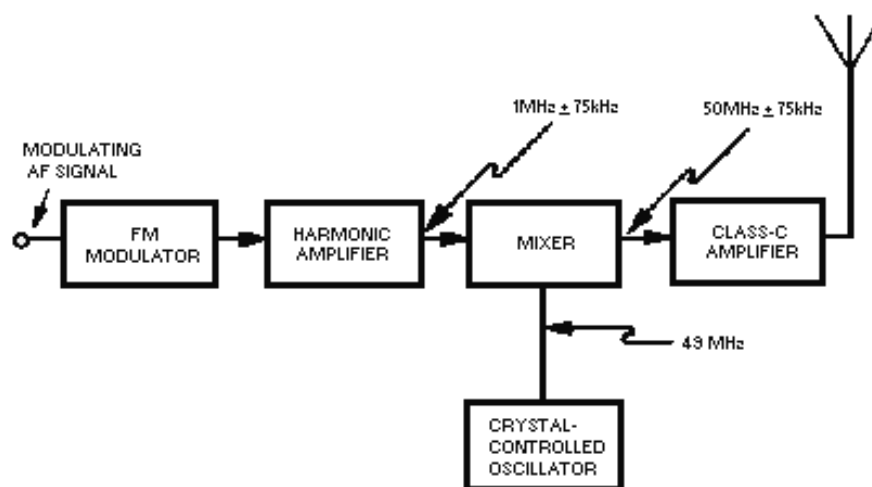 1MHz ± 75kHz
50MHz ± 75kHz
MODULATING
AF SIGNAL
FM
MODULATOR
HARMONIC
AMPLIFIER
MIXER
CLASS-C
AMPLIFIER
49 MHz
CRYSTAL-
CONTROLLED
OSCILLATOR